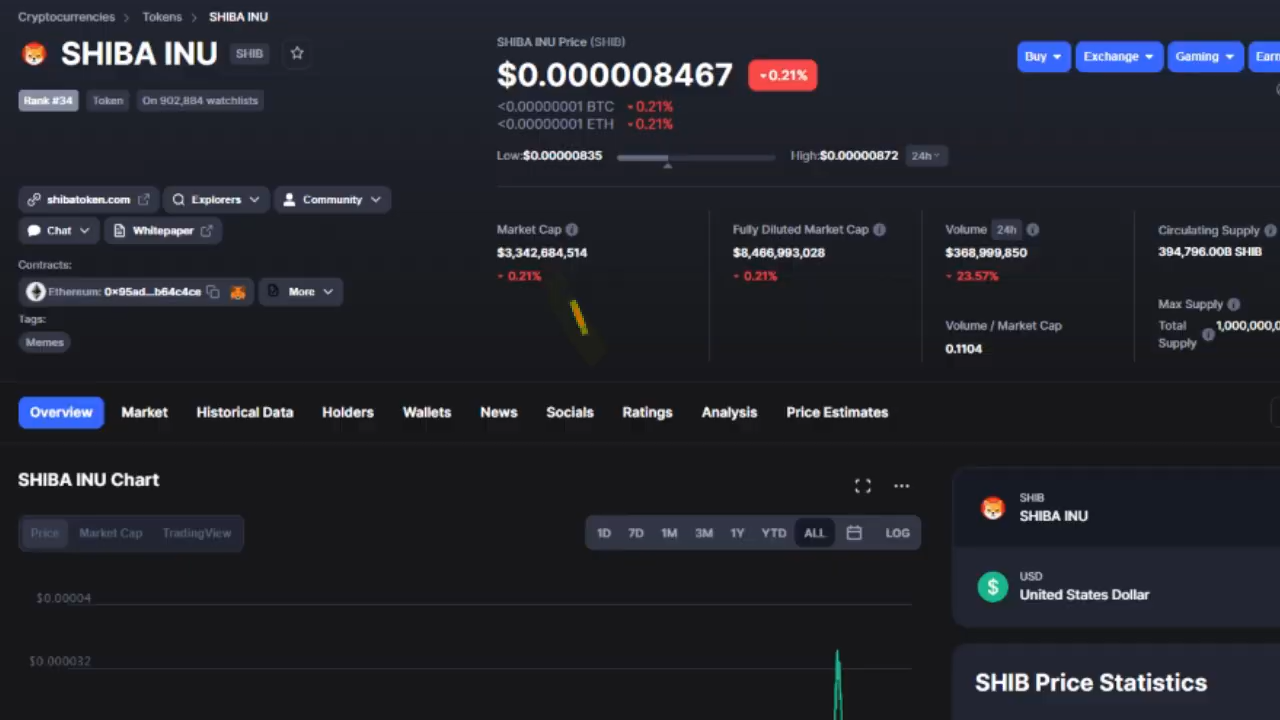 Cryptocurrencies > Tokens > SHIBA INU
SHIBA INU SHIB
Rank #34 Token On 902,884 watchlists
shibatoken.com Explorers Community
Chat Whitepaper
Contracts:
Ethereum: 0x95ad...b64c4ce More
Tags:
Memes
SHIBA INU Price (SHIB)
$0.000008467 0.21%
<0.00000001 BTC 0.21%
<0.00000001 ETH 0.21%
Low:$0.00000835 High:$0.00000872 24h
Buy Exchange Gaming Earn
Market Cap
$3,342,684,514
0.21%
Fully Diluted Market Cap
$8,466,993,028
0.21%
Volume 24h
$368,999,850
23.57%
Volume / Market Cap
0.1104
Circulating Supply
394,796.00B SHIB
Max Supply
Total Supply 1,000,000,0
Overview Market Historical Data Holders Wallets News Socials Ratings Analysis Price Estimates
SHIBA INU Chart
Price Market Cap TradingView
1D 7D 1M 3M 1Y YTD ALL LOG
$0.00004
$0.000032
SHIB
SHIBA INU
$ USD
United States Dollar
SHIB Price Statistics